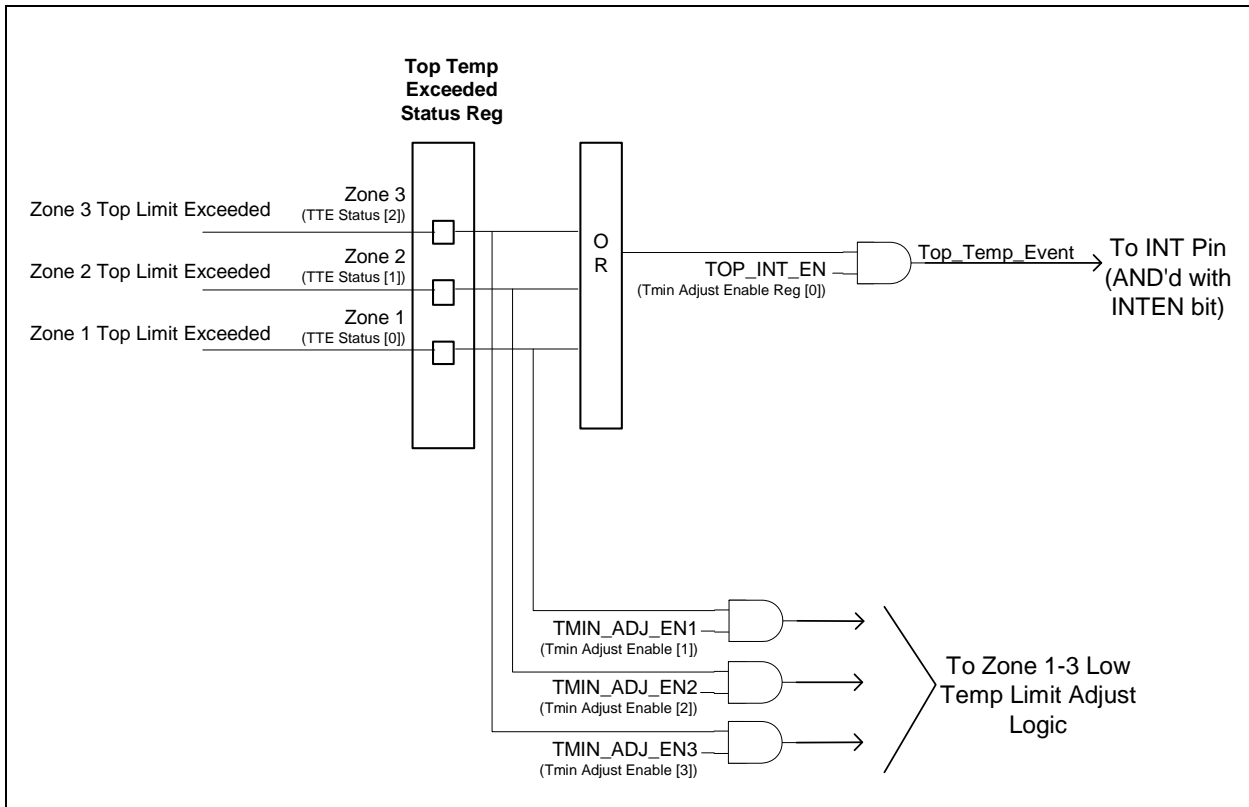 Top Temp
Exceeded
Status Reg
Zone 3 Top Limit Exceeded
Zone 3
(TTE Status [2])
Zone 2 Top Limit Exceeded
Zone 2
(TTE Status [1])
Zone 1 Top Limit Exceeded
Zone 1
(TTE Status [0])
O
R
TOP_INT_EN
(Tmin Adjust Enable Reg [0])
Top_Temp_Event
To INT Pin
(AND'd with
INTEN bit)
TMIN_ADJ_EN1
(Tmin Adjust Enable [1])
TMIN_ADJ_EN2
(Tmin Adjust Enable [2])
TMIN_ADJ_EN3
(Tmin Adjust Enable [3])
To Zone 1-3 Low
Temp Limit Adjust
Logic